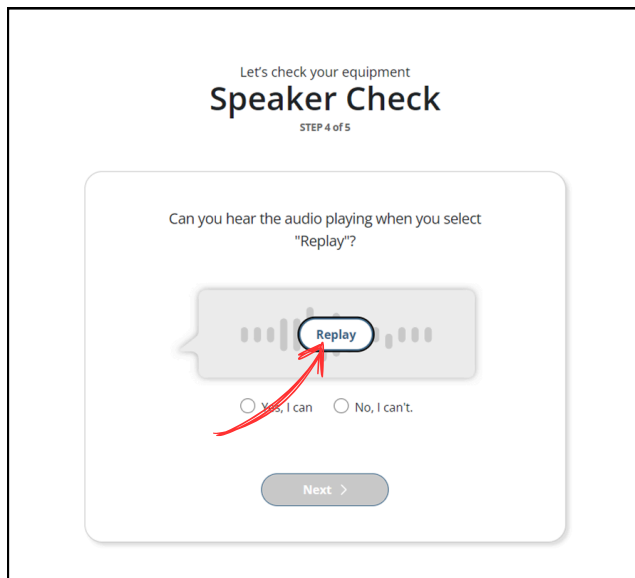 Let's check your equipment
Speaker Check
STEP 4 of 5
Can you hear the audio playing when you select
"Replay"?
Replay
Yes, I can No, I can't.
Next